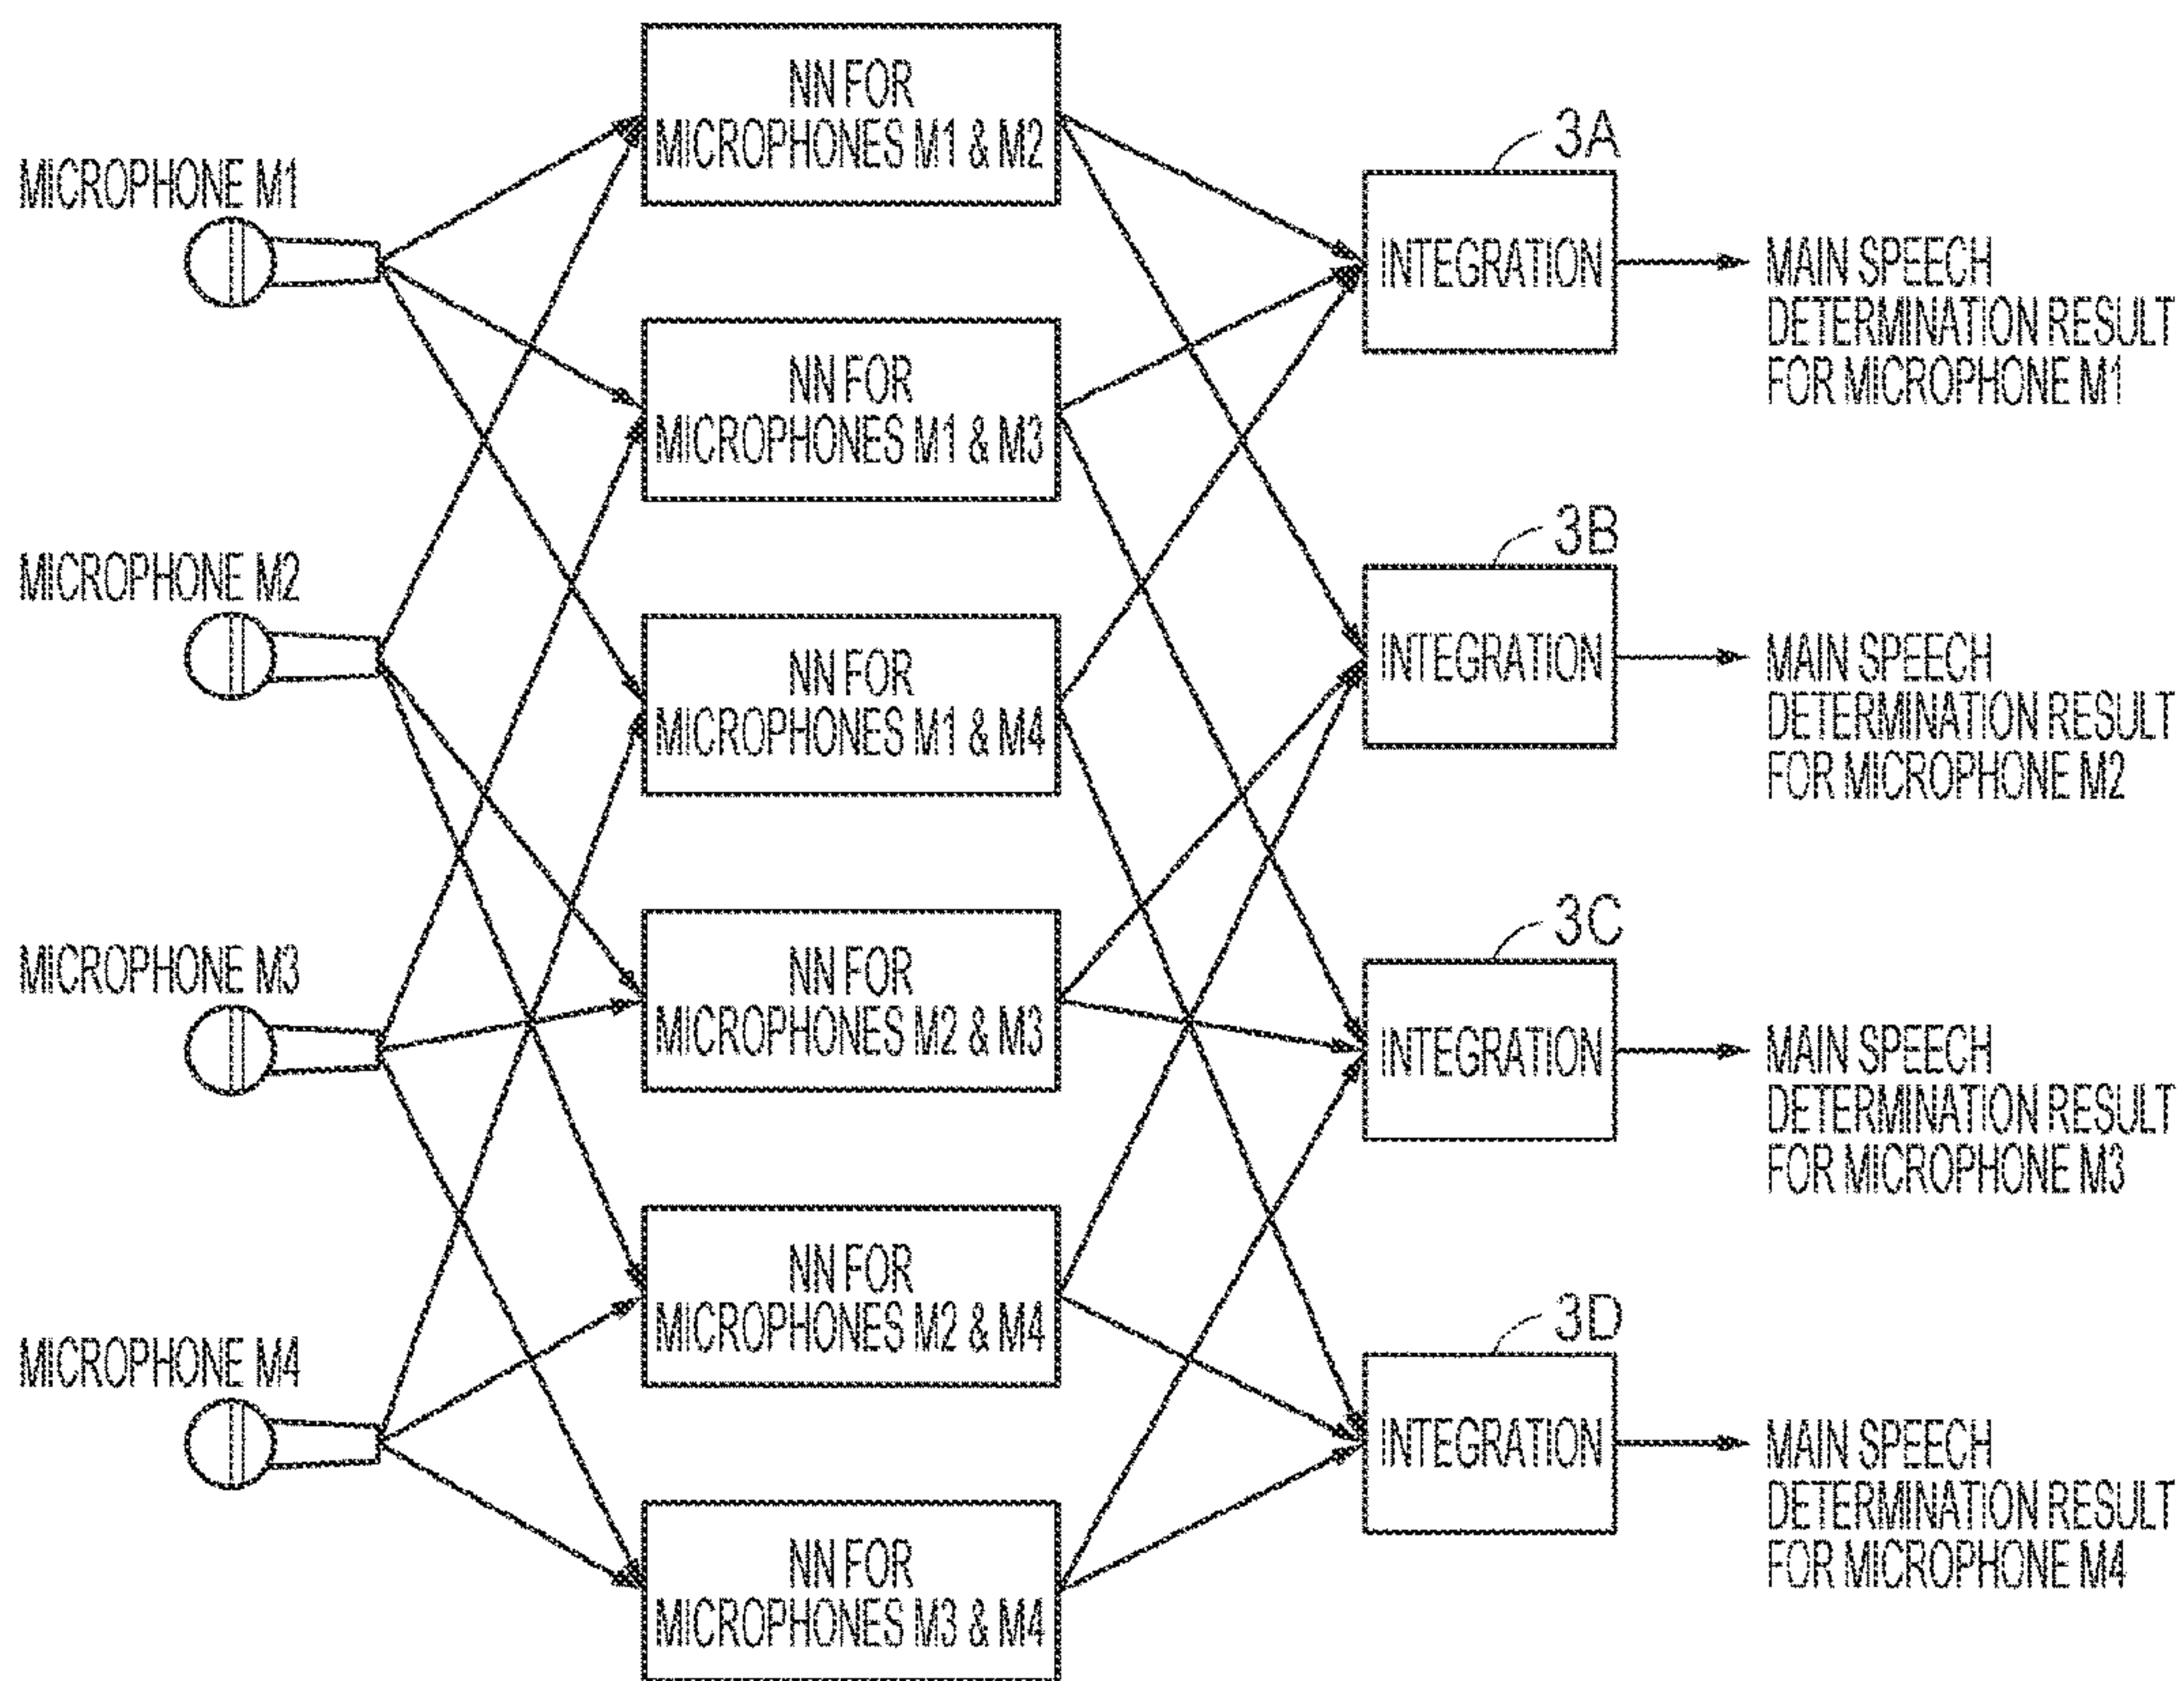 MICROPHONE M1
MICROPHONE M2
MICROPHONE M3
MICROPHONE M4
NN FOR
MICROPHONES M1 & M2
NN FOR
MICROPHONES M1 & M3
NN FOR
MICROPHONES M1 & M4
NN FOR
MICROPHONES M2 & M3
NN FOR
MICROPHONES M2 & M4
NN FOR
MICROPHONES M3 & M4
3A
INTEGRATION
3B
INTEGRATION
3C
INTEGRATION
3D
INTEGRATION
MAIN SPEECH
DETERMINATION RESULT
FOR MICROPHONE M1
MAIN SPEECH
DETERMINATION RESULT
FOR MICROPHONE M2
MAIN SPEECH
DETERMINATION RESULT
FOR MICROPHONE M3
MAIN SPEECH
DETERMINATION RESULT
FOR MICROPHONE M4